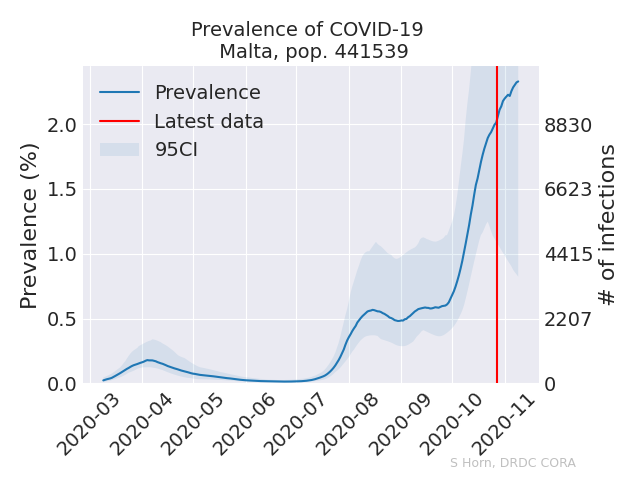 Prevalence of COVID-19
Malta, pop. 441539
Prevalence
Latest data
95CI
Prevalence (%)
2.0
1.5
1.0
0.5
0.0
8830
6623
4415
2207
0
# of infections
2020-03
2020-04
2020-05
2020-06
2020-07
2020-08
2020-09
2020-10
2020-11
S Horn, DRDC CORA